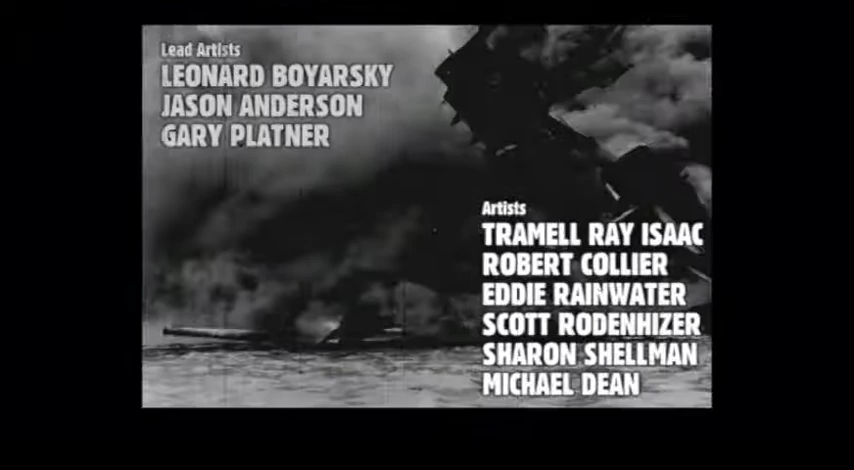 Lead Artists
LEONARD BOYARSKY
JASON ANDERSON
GARY PLATNER
Artists
TRAMELL RAY ISAAC
ROBERT COLLIER
EDDIE RAINWATER
SCOTT RODENHIZER
SHARON SHELLMAN
MICHAEL DEAN